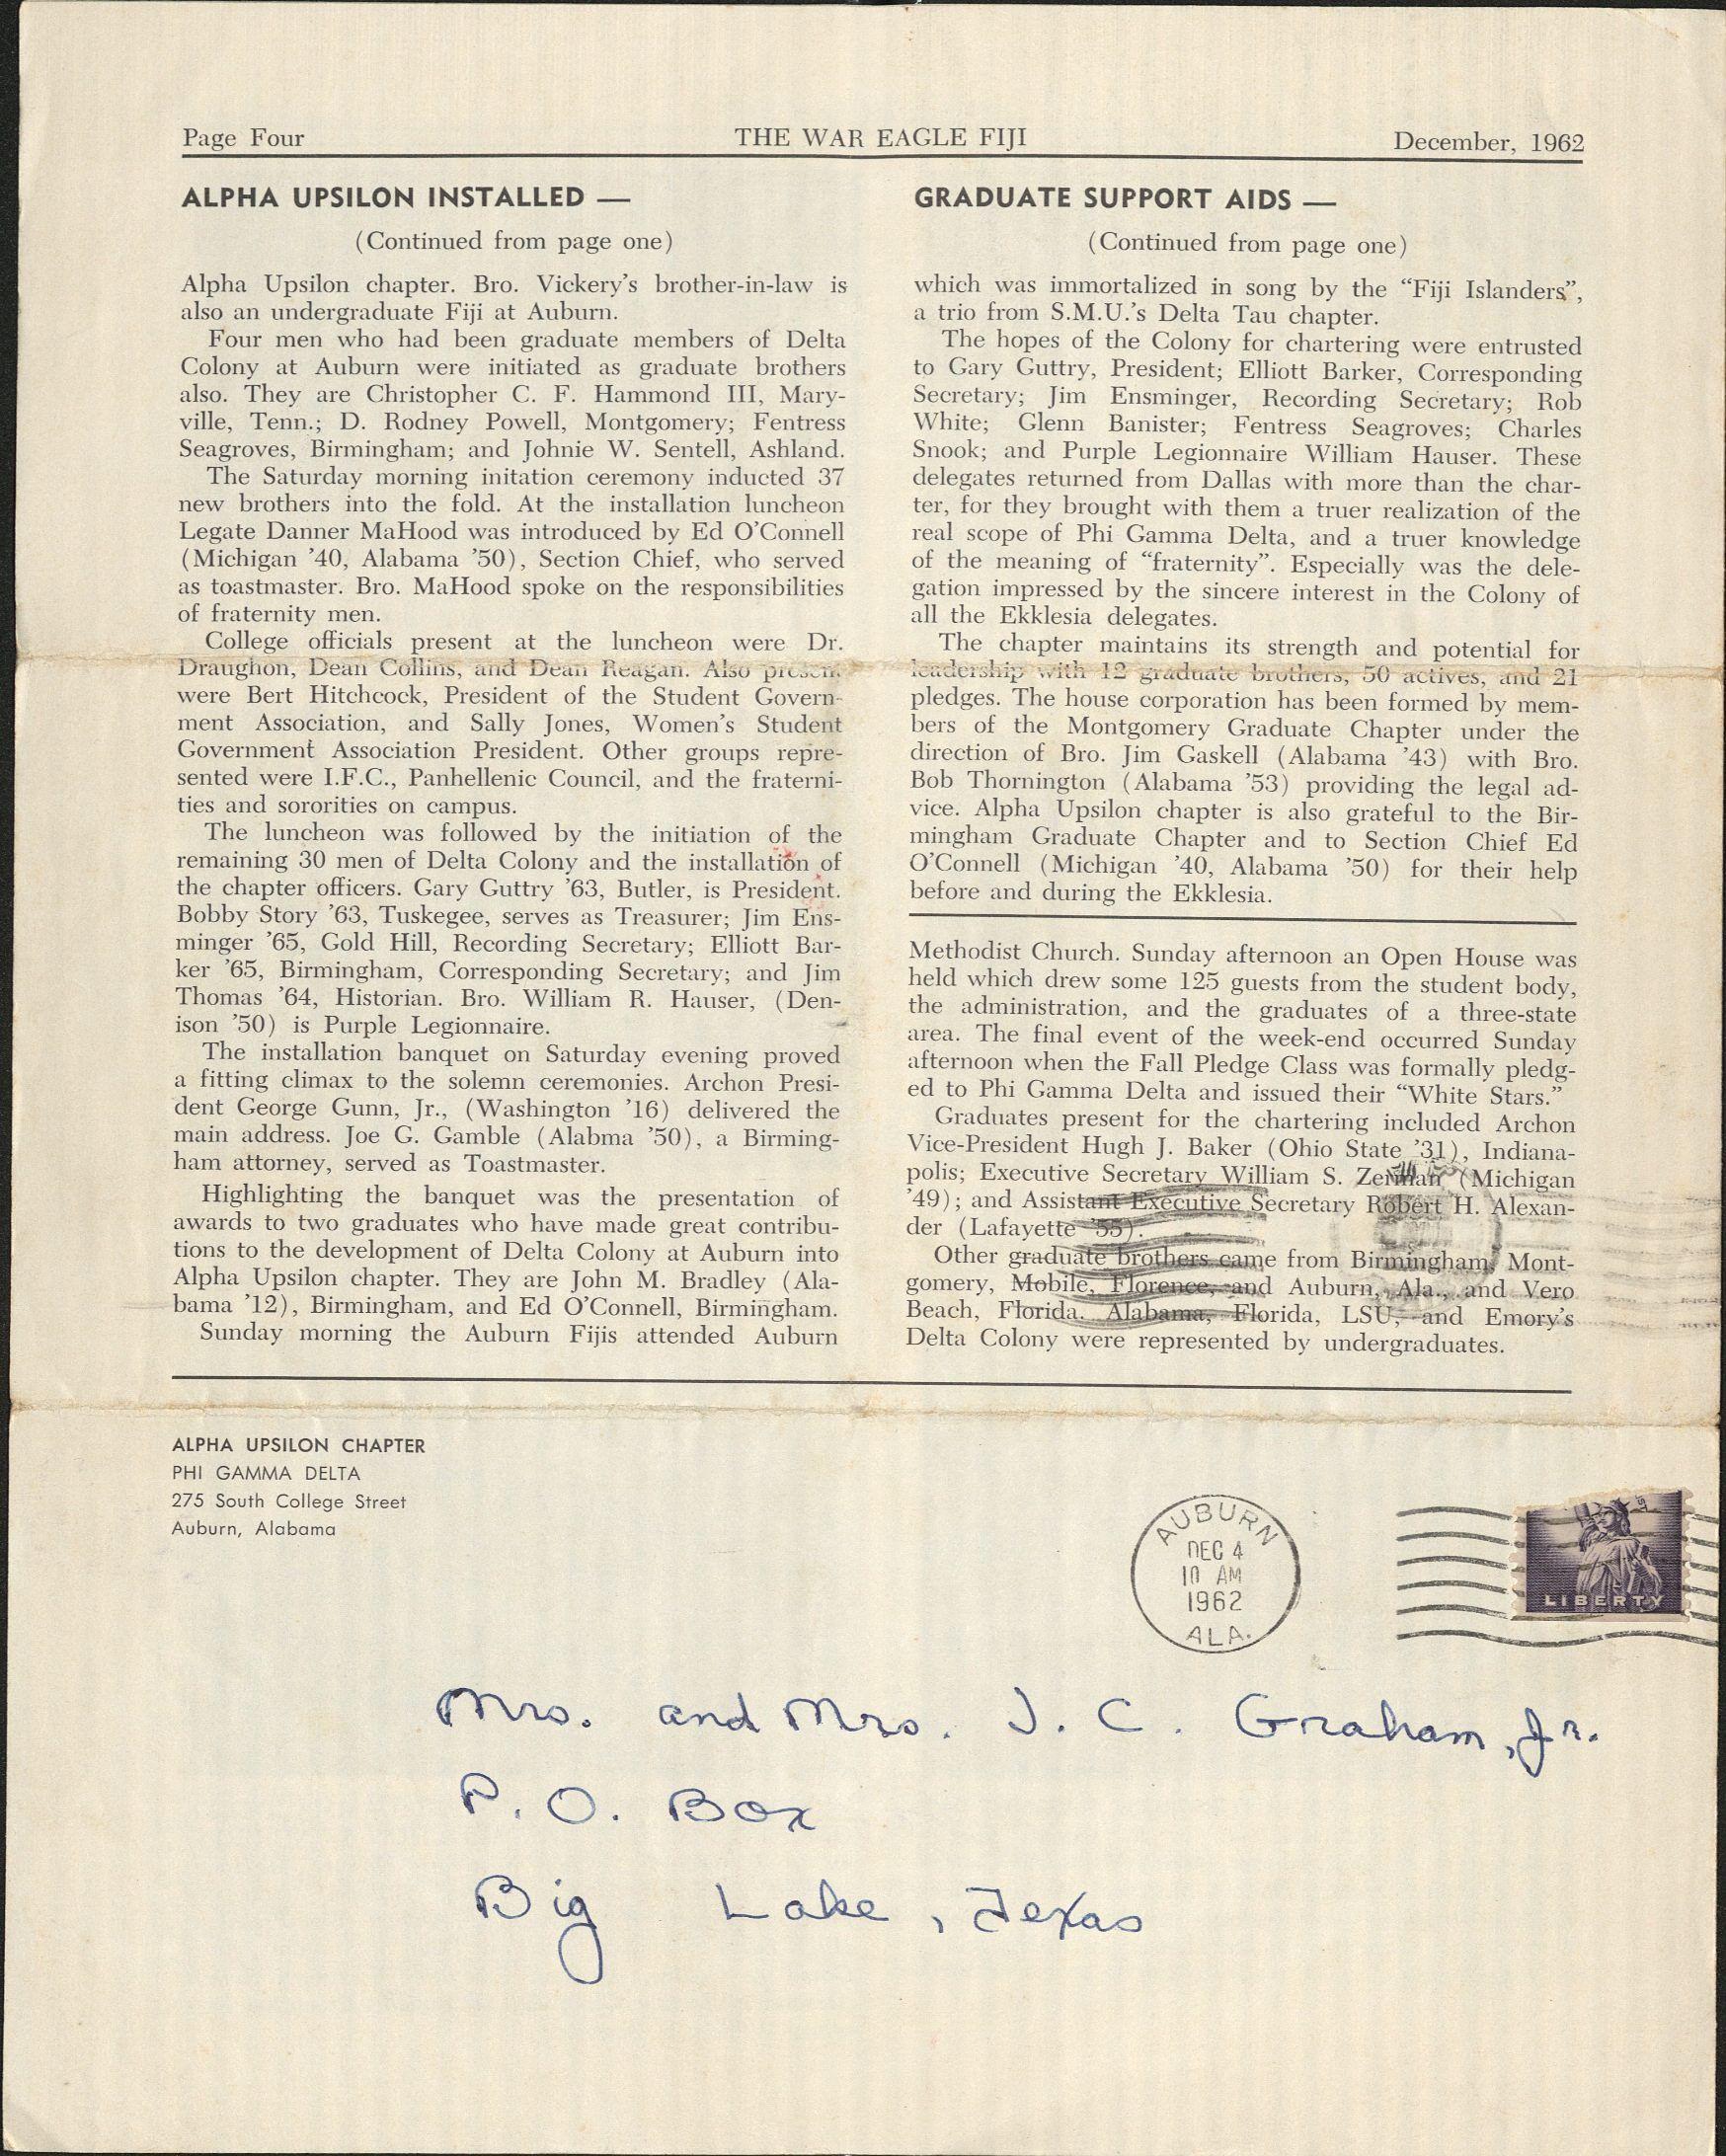 Page Four
THE WAR EAGLE FIJI
December, 1962
ALPHA UPSILON INSTALLED —
(Continued from page one)
Alpha Upsilon chapter. Bro. Vickery's brother-in-law is
also an undergraduate Fiji at Auburn.
Four men who had been graduate members of Delta
Colony at Auburn were initiated as graduate brothers
also. They are Christopher C. F. Hammond III, Mary-
ville, Tenn.; D. Rodney Powell, Montgomery; Fentress
Seagroves, Birmingham; and Johnie W. Sentell, Ashland.
The Saturday morning initation ceremony inducted 37
new brothers into the fold. At the installation luncheon
Legate Danner MaHood was introduced by Ed O'Connell
(Michigan '40, Alabama '50), Section Chief, who served
as toastmaster. Bro. MaHood spoke on the responsibilities
of fraternity men.
College officials present at the luncheon were Dr.
Draughon, Dean Collins, and Dean Reagan. Also present
were Bert Hitchcock, President of the Student Govern-
ment Association, and Sally Jones, Women's Student
Government Association President. Other groups repre-
sented were I.F.C., Panhellenic Council, and the fraterni-
ties and sororities on campus.
The luncheon was followed by the initiation of the
remaining 30 men of Delta Colony and the installation of
the chapter officers. Gary Guttry '63, Butler, is President.
Bobby Story '63, Tuskegee, serves as Treasurer; Jim Ens-
minger '65, Gold Hill, Recording Secretary; Elliott Bar-
ker '65, Birmingham, Corresponding Secretary; and Jim
Thomas '64, Historian. Bro. William R. Hauser, (Den-
ison '50) is Purple Legionnaire.
The installation banquet on Saturday evening proved
a fitting climax to the solemn ceremonies. Archon Presi-
dent George Gunn, Jr., (Washington '16) delivered the
main address. Joe G. Gamble (Alabma '50), a Birming-
ham attorney, served as Toastmaster.
Highlighting the banquet was the presentation of
awards to two graduates who have made great contribu-
tions to the development of Delta Colony at Auburn into
Alpha Upsilon chapter. They are John M. Bradley (Ala-
bama '12), Birmingham, and Ed O'Connell, Birmingham.
Sunday morning the Auburn Fijis attended Auburn
GRADUATE SUPPORT AIDS —
(Continued from page one)
which was immortalized in song by the "Fiji Islanders",
a trio from S.M.U.'s Delta Tau chapter.
The hopes of the Colony for chartering were entrusted
to Gary Guttry, President; Elliott Barker, Corresponding
Secretary; Jim Ensminger, Recording Secretary; Rob
White; Glenn Banister; Fentress Seagroves; Charles
Snook; and Purple Legionnaire William Hauser. These
delegates returned from Dallas with more than the char-
ter, for they brought with them a truer realization of the
real scope of Phi Gamma Delta, and a truer knowledge
of the meaning of "fraternity". Especially was the dele-
gation impressed by the sincere interest in the Colony of
all the Ekklesia delegates.
The chapter maintains its strength and potential for
leadership with 12 graduate brothers, 50 actives, and 21
pledges. The house corporation has been formed by mem-
bers of the Montgomery Graduate Chapter under the
direction of Bro. Jim Gaskell (Alabama '43) with Bro.
Bob Thornington (Alabama '53) providing the legal ad-
vice. Alpha Upsilon chapter is also grateful to the Bir-
mingham Graduate Chapter and to Section Chief Ed
O'Connell (Michigan '40, Alabama '50) for their help
before and during the Ekklesia.
Methodist Church. Sunday afternoon an Open House was
held which drew some 125 guests from the student body,
the administration, and the graduates of a three-state
area. The final event of the week-end occurred Sunday
afternoon when the Fall Pledge Class was formally pledg-
ed to Phi Gamma Delta and issued their "White Stars."
Graduates present for the chartering included Archon
Vice-President Hugh J. Baker (Ohio State '31), Indiana-
polis; Executive Secretary William S. Zerman (Michigan
'49); and Assistant Executive Secretary Robert H. Alexan-
der (Lafayette '55).
Other graduate brothers came from Birmingham, Mont-
gomery, Mobile, Florence, and Auburn, Ala., and Vero
Beach, Florida. Alabama, Florida, LSU, and Emory's
Delta Colony were represented by undergraduates.
ALPHA UPSILON CHAPTER
PHI GAMMA DELTA
275 South College Street
Auburn, Alabama
AUBURN
DEC 4
10 AM
1962
ALA.
LIBERTY
Mrs. and Mrs. J. C. Graham, Jr.
P. O. Box
Big Lake, Texas